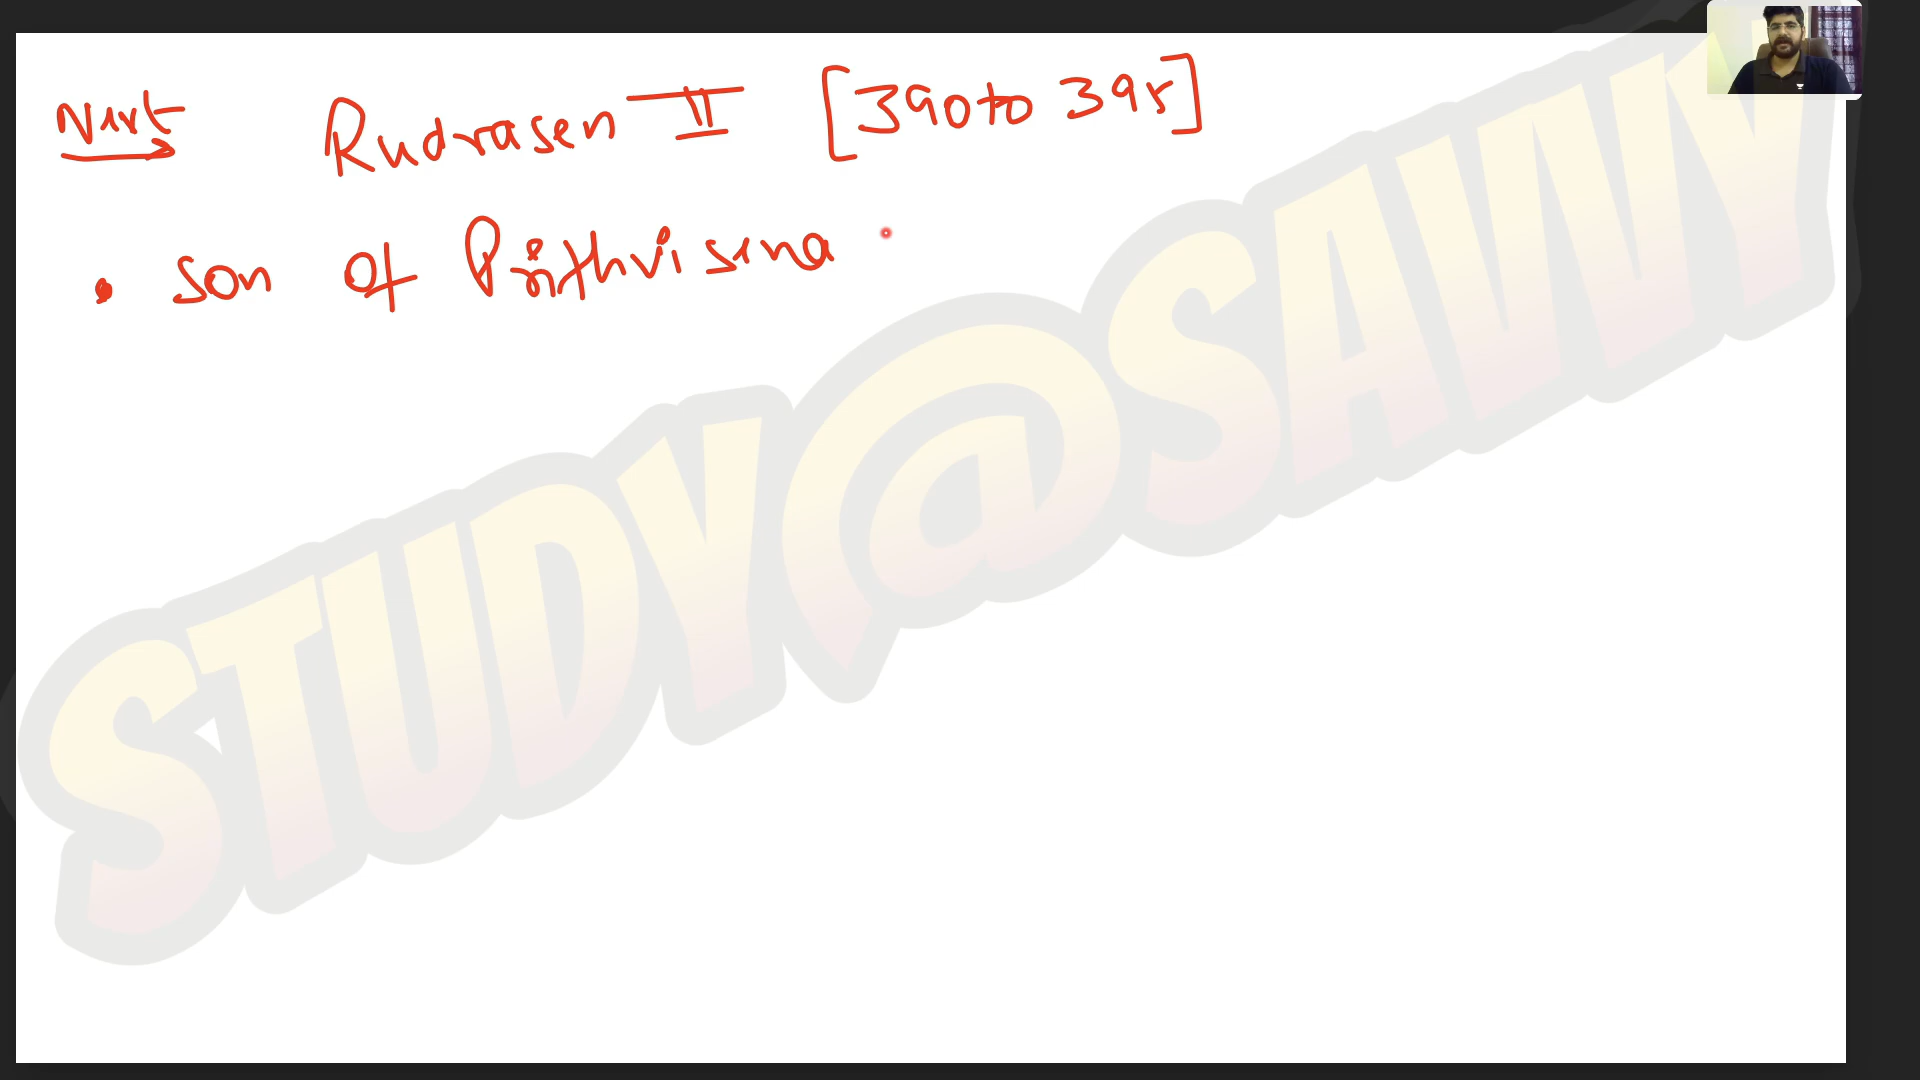 Next Rudrasen II [390 to 395]
• Son of Prithvisena
STUDY@SAVVY